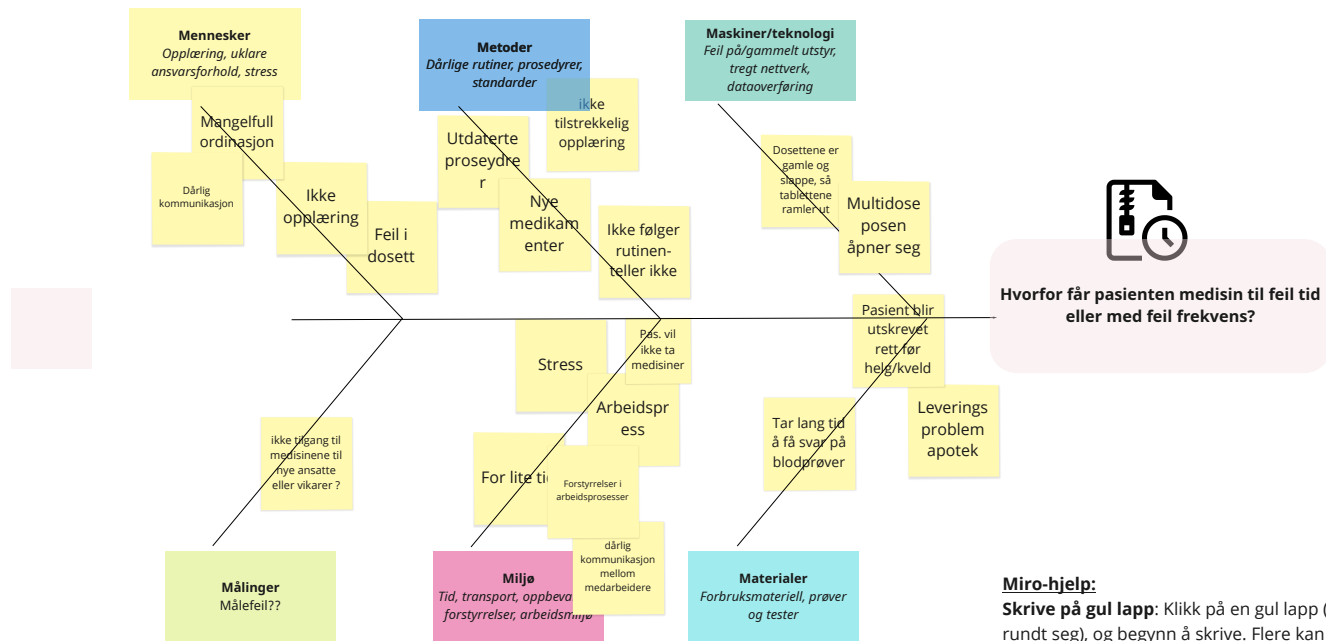 Mennesker
Opplæring, uklare
ansvarsforhold, stress
Metoder
Dårlige rutiner, prosedyrer,
standarder
Maskiner/teknologi
Feil på/gammelt utstyr,
tregt nettverk,
dataoverføring
Mangelfull
ordinasjon
Dårlig
kommunikasjon
Ikke
opplæring
Feil i
dosett
Utdaterte
proseydre
r
ikke
tilstrekkelig
opplæring
Nye
medikam
enter
Ikke følger
rutinen-
teller ikke
Dosettene er
gamle og
slappe, så
tablettene
ramler ut
Multidose
posen
åpner seg
Hvorfor får pasienten medisin til feil tid
eller med feil frekvens?
Stress
Pas. vil
ikke ta
medisiner
Pasient blir
utskrevet
rett før
helg/kveld
Arbeidspr
ess
Tar lang tid
å få svar på
blodprøver
Leverings
problem
apotek
ikke tilgang til
medisinene til
nye ansatte
eller vikarer ?
For lite
Forstyrrelser i
arbeidsprosesser
dårlig
kommunikasjon
mellom
medarbeidere
Målinger
Målefeil??
Miljø
Tid, transport,
forstyrrelser, arbeidsmiljø
Materialer
Forbruksmateriell, prøver
og tester
Miro-hjelp:
Skrive på gul lapp: Klikk på en gul lapp (
rundt seg), og begynn å skrive. Flere kan